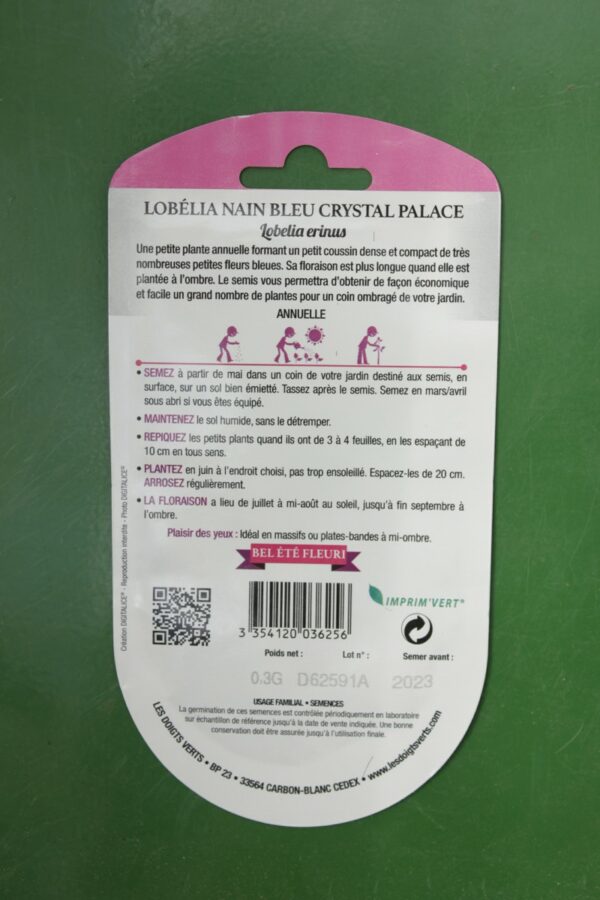 LOBÉLIA NAIN BLEU CRYSTAL PALACE
Lobelia erinus
Une petite plante annuelle formant un petit coussin dense et compact de très
nombreuses petites fleurs bleues. Sa floraison est plus longue quand elle est
plantée à l'ombre. Le semis vous permettra d'obtenir de façon économique
et facile un grand nombre de plantes pour un coin ombragé de votre jardin.
ANNUELLE
• SEMEZ à partir de mai dans un coin de votre jardin destiné aux semis, en
surface, sur un sol bien émietté. Tassez après le semis. Semez en mars/avril
sous abri si vous êtes équipé.
• MAINTENEZ le sol humide, sans le détremper.
• REPIQUEZ les petits plants quand ils ont de 3 à 4 feuilles, en les espaçant de
10 cm en tous sens.
• PLANTEZ en juin à l'endroit choisi, pas trop ensoleillé. Espacez-les de 20 cm.
ARROSEZ régulièrement.
• LA FLORAISON a lieu de juillet à mi-août au soleil, jusqu'à fin septembre à
l'ombre.
Plaisir des yeux : Idéal en massifs ou plates-bandes à mi-ombre.
BEL ÉTÉ FLEURI
Création DIGITALICE® - Reproduction interdite - Photo DIGITALICE®
IMPRIM'VERT®
3 354120 036256
Poids net : Lot n° : Semer avant :
0.3G D62591A 2023
USAGE FAMILIAL • SEMENCES
La germination de ces semences est contrôlée périodiquement en laboratoire
sur échantillon de référence jusqu'à la date de vente indiquée. Une bonne
conservation doit être assurée jusqu'à l'utilisation finale.
LES DOIGTS VERTS • BP 23 • 33564 CARBON-BLANC CEDEX • www.lesdoigtsverts.com